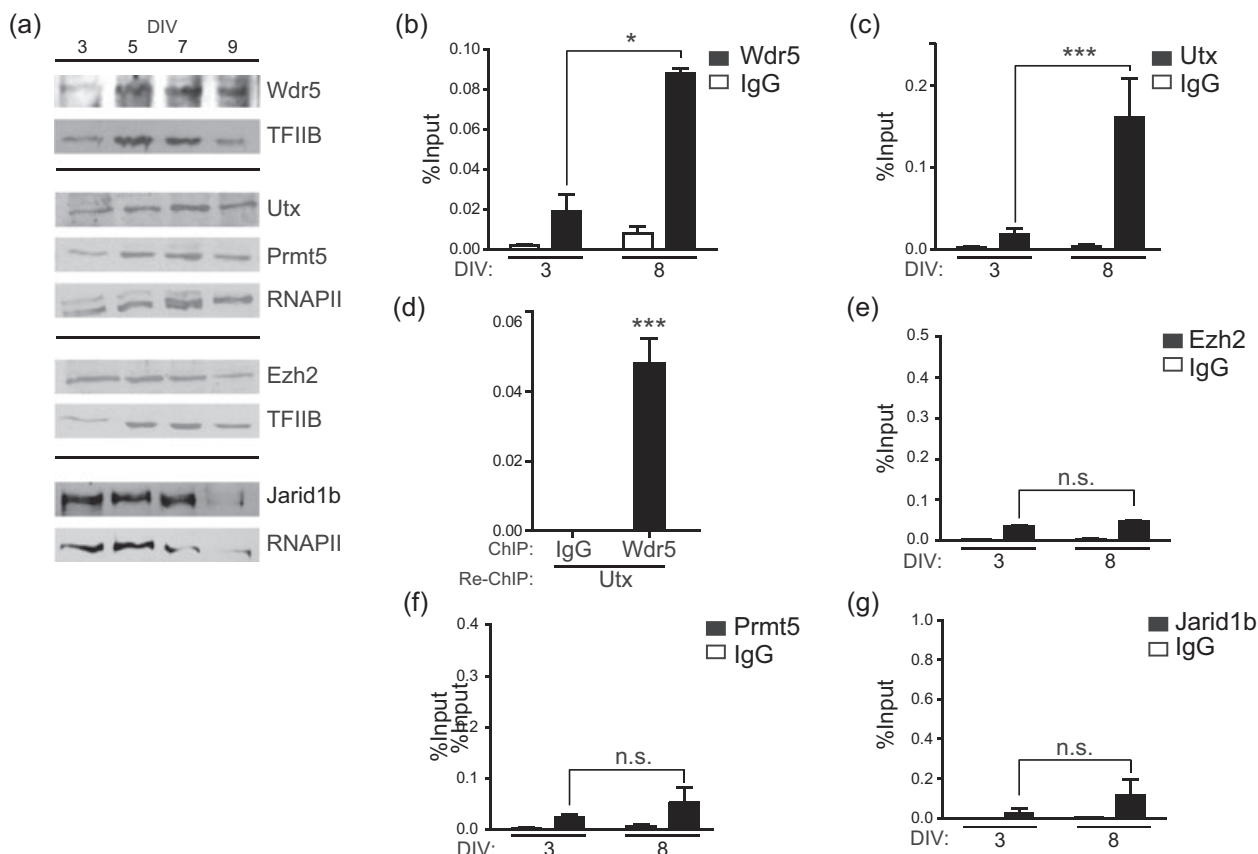 (a)
DIV
3 5 7 9
Wdr5
TFIIB
Utx
Prmt5
RNAPII
Ezh2
TFIIB
Jarid1b
RNAPII
(b)
Wdr5
IgG
*
%Input
0.10
0.08
0.06
0.04
0.02
0.00
DIV: 3 8
(c)
Utx
IgG
***
%Input
0.2
0.1
0.0
DIV: 3 8
(d)
***
0.06
0.04
0.02
0.00
ChIP: IgG Wdr5
Re-ChIP: Utx
(e)
Ezh2
IgG
n.s.
%Input
0.5
0.4
0.3
0.2
0.1
0.0
DIV: 3 8
(f)
Prmt5
IgG
n.s.
%Input
%Input
0.4
0.3
0.2
0.1
0.0
DIV: 3 8
(g)
Jarid1b
IgG
n.s.
%Input
1.0
0.8
0.6
0.4
0.2
0.0
DIV: 3 8